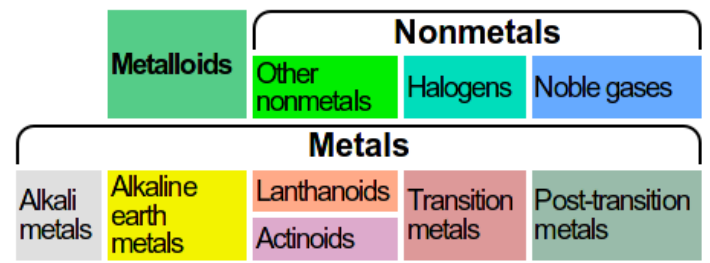 Nonmetals
Metalloids
Other
nonmetals
Halogens
Noble gases
Metals
Alkali
metals
Alkaline
earth
metals
Lanthanoids
Actinoids
Transition
metals
Post-transition
metals